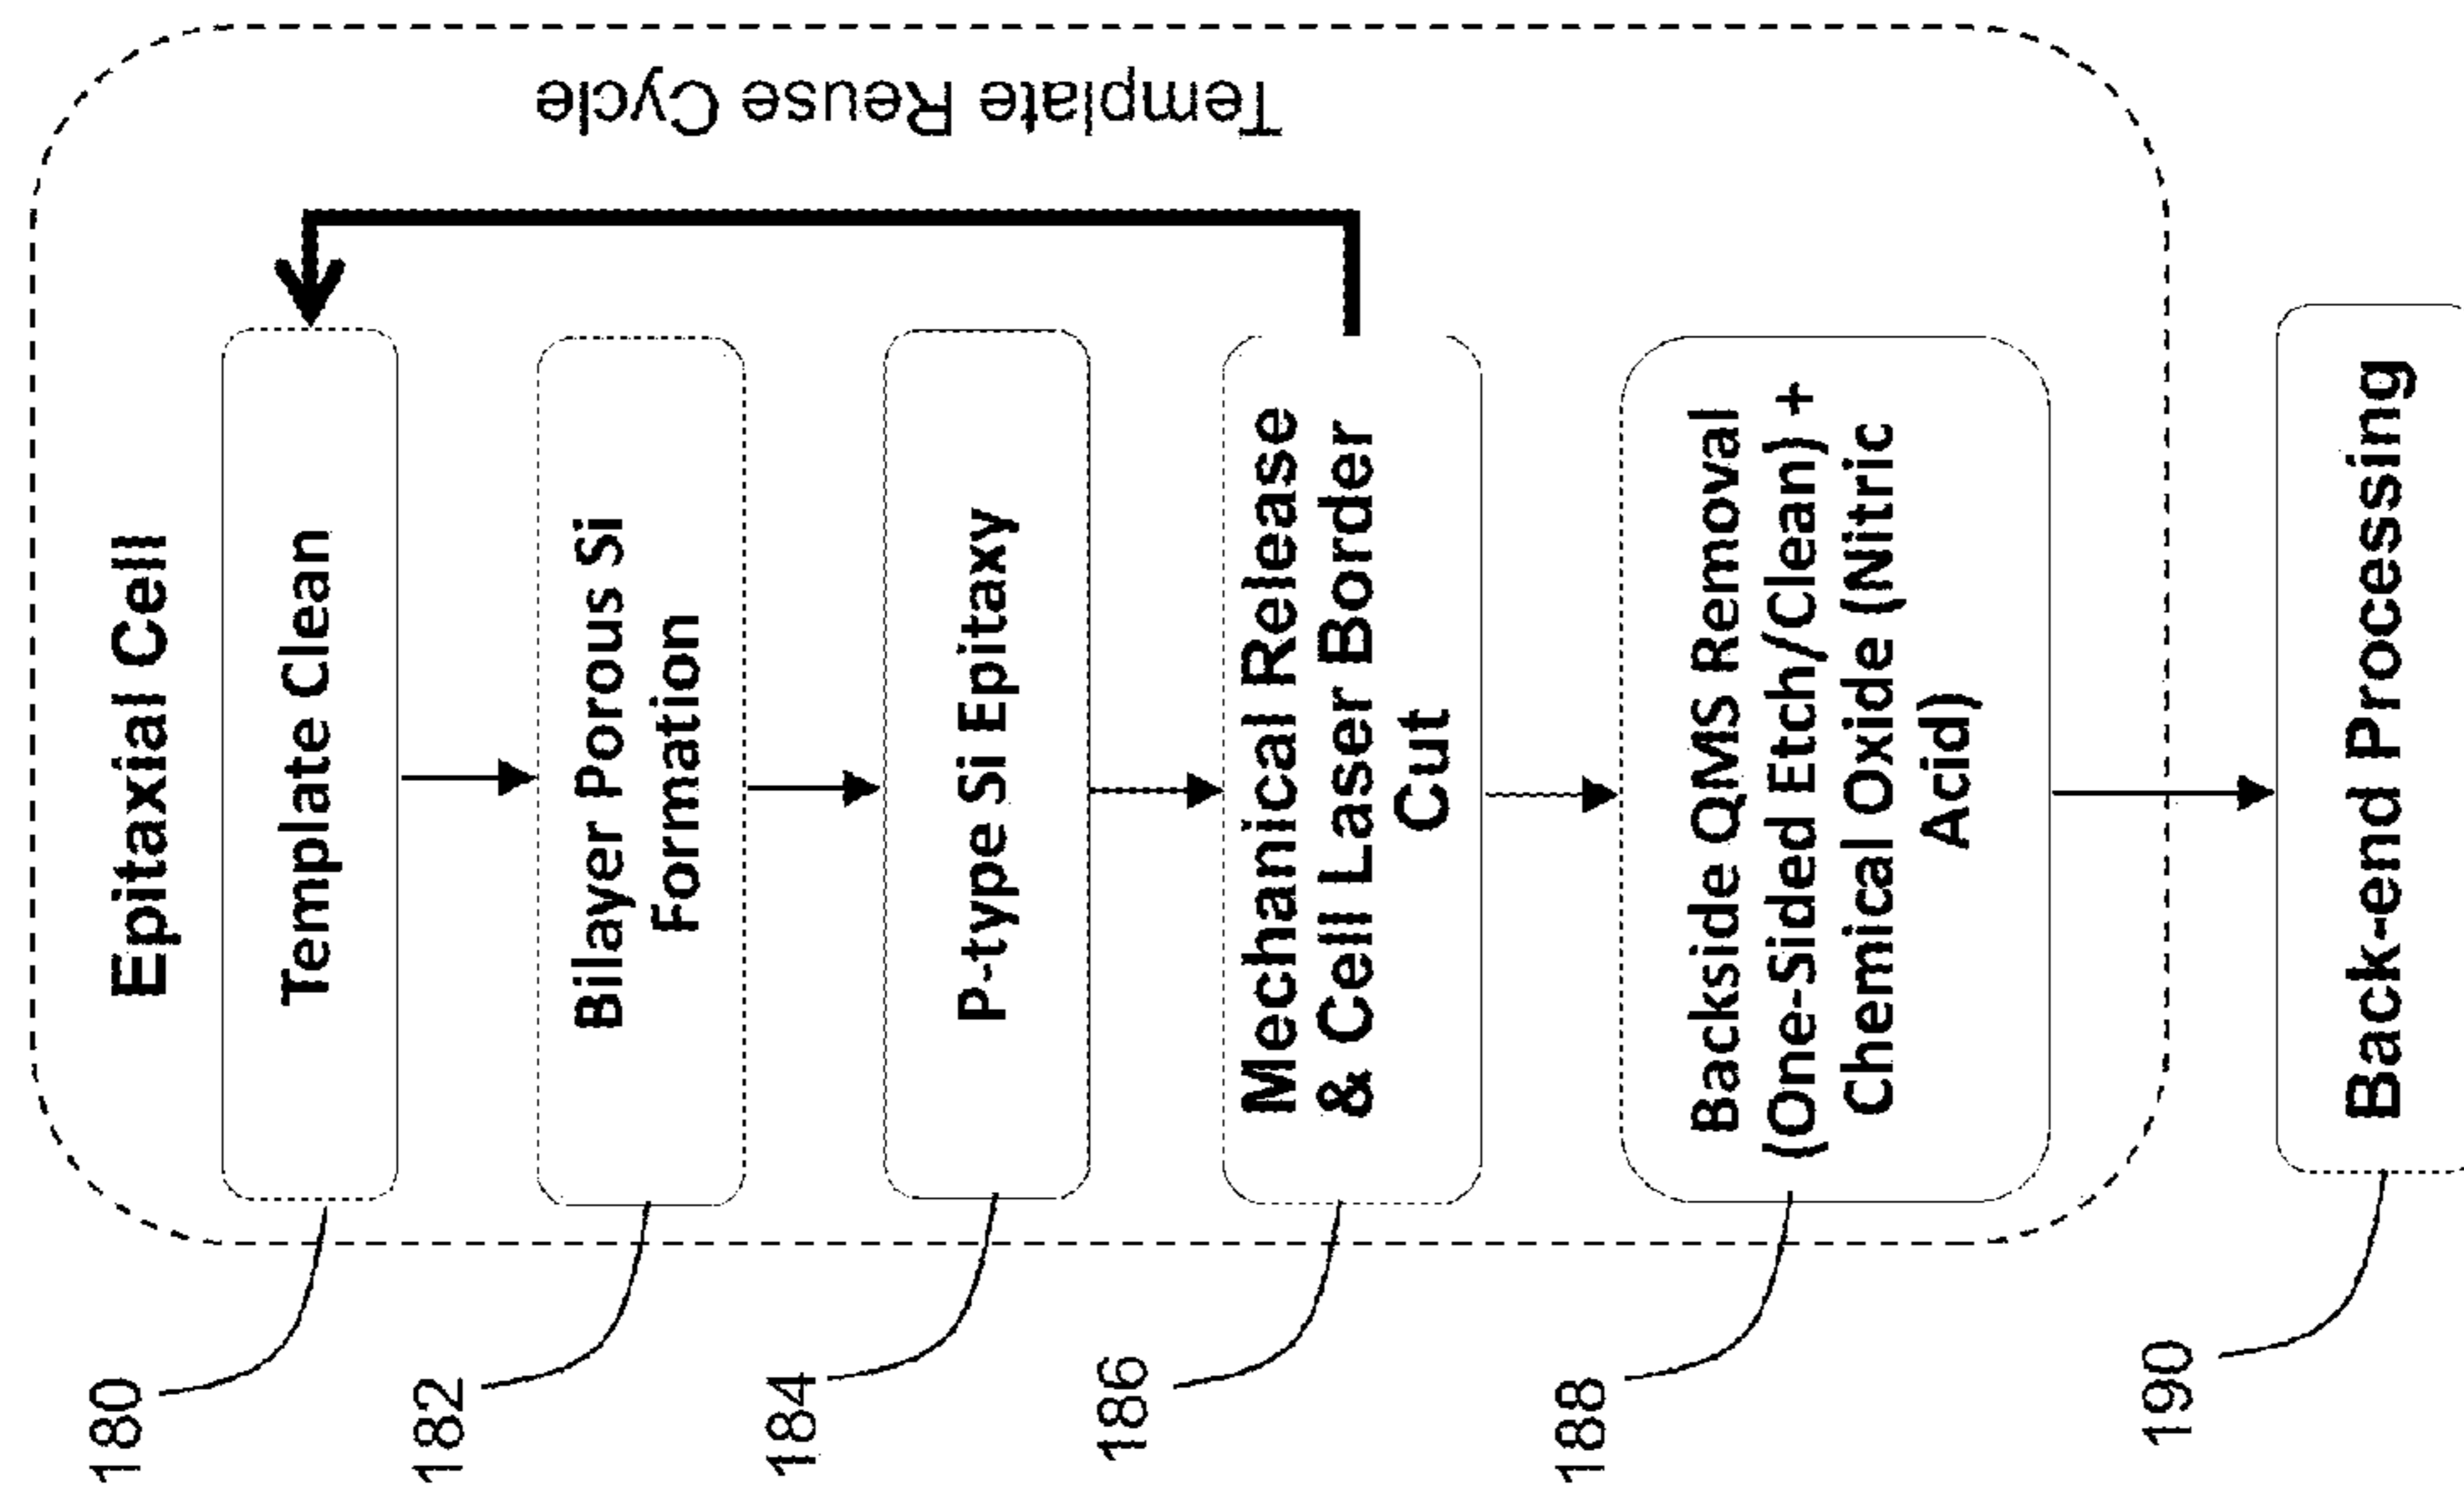 Epitaxial Cell
Template Clean
Bilayer Porous Si
Formation
P-type Si Epitaxy
Mechanical Release
& Cell Laser Border
Cut
Backside QMS Removal
(One-Sided Etch/Clean) +
Chemical Oxide (Nitric
Acid)
Back-end Processing
Template Reuse Cycle
180
182
184
186
188
190